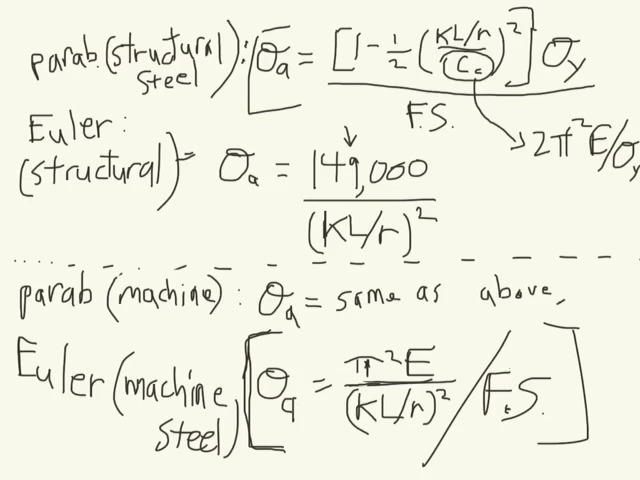 parab. (structural steel): σa = [1 - 1/2 (KL/r / Cc)²] σy / F.S.
→ 2π²E/σy
Euler: (structural) = σa = 149,000 / (KL/r)²
parab (machine): σa = same as above,
Euler (machine steel) [σa = π²E / (KL/r)² / F.S.]